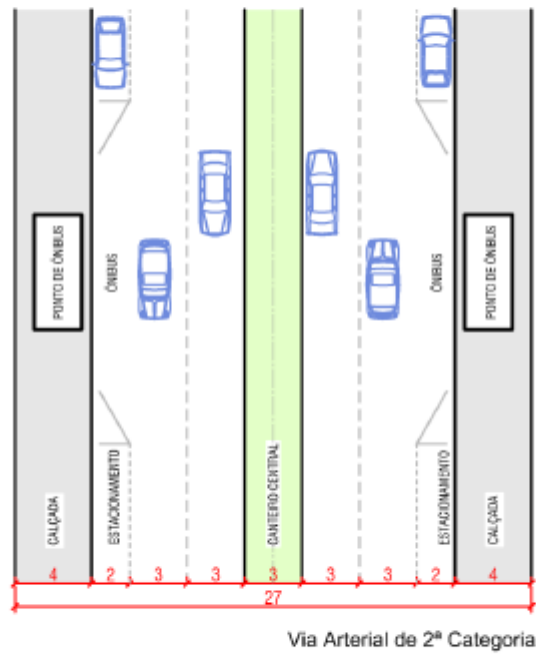 PONTO DE ÔNIBUS
ÔNIBUS
ÔNIBUS
PONTO DE ÔNIBUS
CALÇADA
ESTACIONAMENTO
CANTEIRO CENTRAL
ESTACIONAMENTO
CALÇADA
4 2 3 3 3 3 3 2 4
27
Via Arterial de 2ª Categoria